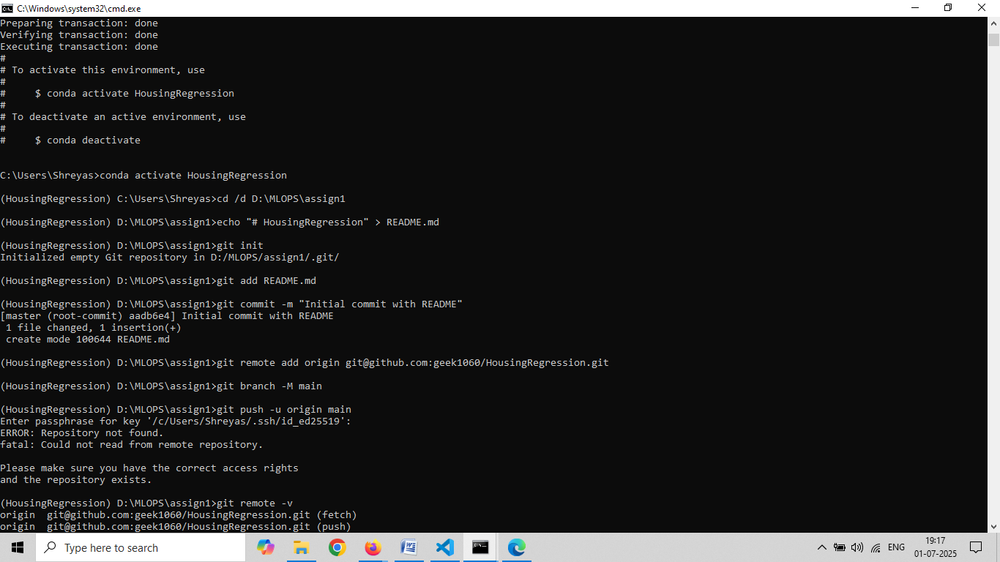 C:\Windows\system32\cmd.exe
Preparing transaction: done
Verifying transaction: done
Executing transaction: done
#
# To activate this environment, use
#
#     $ conda activate HousingRegression
#
# To deactivate an active environment, use
#
#     $ conda deactivate
C:\Users\Shreyas>conda activate HousingRegression
(HousingRegression) C:\Users\Shreyas>cd /d D:\MLOPS\assign1
(HousingRegression) D:\MLOPS\assign1>echo "# HousingRegression" > README.md
(HousingRegression) D:\MLOPS\assign1>git init
Initialized empty Git repository in D:/MLOPS/assign1/.git/
(HousingRegression) D:\MLOPS\assign1>git add README.md
(HousingRegression) D:\MLOPS\assign1>git commit -m "Initial commit with README"
[master (root-commit) aadb6e4] Initial commit with README
 1 file changed, 1 insertion(+)
 create mode 100644 README.md
(HousingRegression) D:\MLOPS\assign1>git remote add origin git@github.com:geek1060/HousingRegression.git
(HousingRegression) D:\MLOPS\assign1>git branch -M main
(HousingRegression) D:\MLOPS\assign1>git push -u origin main
Enter passphrase for key '/c/Users/Shreyas/.ssh/id_ed25519':
ERROR: Repository not found.
fatal: Could not read from remote repository.
Please make sure you have the correct access rights
and the repository exists.
(HousingRegression) D:\MLOPS\assign1>git remote -v
origin  git@github.com:geek1060/HousingRegression.git (fetch)
origin  git@github.com:geek1060/HousingRegression.git (push)
Type here to search
ENG
19:17
01-07-2025